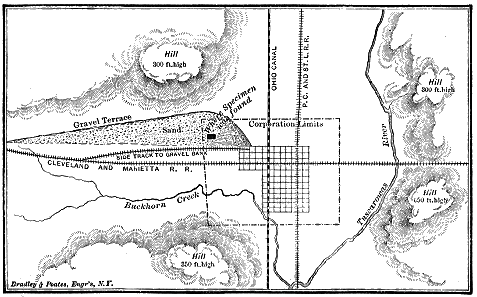 Hill
300 ft.high
Hill
300 ft.high
Hill
650 ft.high
Hill
350 ft.high
Gravel Terrace
Sand
Where Specimen
was found
Corporation Limits
OHIO CANAL
P.C. AND ST.L.R.R.
River
Tuscarawas
SIDE TRACK TO GRAVEL BANK
CLEVELAND AND MARIETTA R. R.
Buckhorn Creek
Bradley & Poates, Engr's, N.Y.